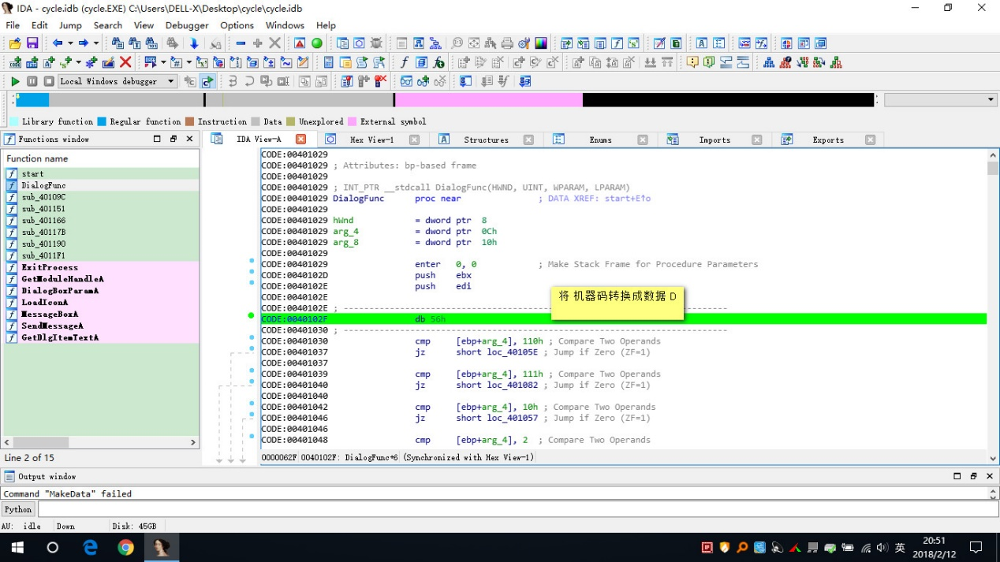 IDA - cycle.idb (cycle.EXE) C:\Users\DELL-X\Desktop\cycle\cycle.idb
File Edit Jump Search View Debugger Options Windows Help
Local Windows debugger
Library function Regular function Instruction Data Unexplored External symbol
Functions window
IDA View-A Hex View-1 Structures Enums Imports Exports
Function name
start
DialogFunc
sub_40109C
sub_401151
sub_401166
sub_40117B
sub_401190
sub_4011F1
ExitProcess
GetModuleHandleA
DialogBoxParamA
LoadIconA
MessageBoxA
SendMessageA
GetDlgItemTextA
Line 2 of 15
CODE:00401029
CODE:00401029 ; Attributes: bp-based frame
CODE:00401029
CODE:00401029 ; INT_PTR __stdcall DialogFunc(HWND, UINT, WPARAM, LPARAM)
CODE:00401029 DialogFunc proc near ; DATA XREF: start+E↑o
CODE:00401029
CODE:00401029 hWnd = dword ptr 8
CODE:00401029 arg_4 = dword ptr 0Ch
CODE:00401029 arg_8 = dword ptr 10h
CODE:00401029
CODE:00401029 enter 0, 0 ; Make Stack Frame for Procedure Parameters
CODE:0040102D push ebx
CODE:0040102E push edi
CODE:0040102E
CODE:0040102E ; ---------------------------------------------------------------------------
将 机器码转换成数据 D
CODE:0040102F db 56h
CODE:00401030 ; ---------------------------------------------------------------------------
CODE:00401030 cmp [ebp+arg_4], 110h ; Compare Two Operands
CODE:00401037 jz short loc_40105E ; Jump if Zero (ZF=1)
CODE:00401037
CODE:00401039 cmp [ebp+arg_4], 111h ; Compare Two Operands
CODE:00401040 jz short loc_401082 ; Jump if Zero (ZF=1)
CODE:00401040
CODE:00401042 cmp [ebp+arg_4], 10h ; Compare Two Operands
CODE:00401046 jz short loc_401057 ; Jump if Zero (ZF=1)
CODE:00401046
CODE:00401048 cmp [ebp+arg_4], 2 ; Compare Two Operands
0000062F 0040102F: DialogFunc+6 (Synchronized with Hex View-1)
Output window
Command "MakeData" failed
Python
AU: idle Down Disk: 45GB
英
20:51
2018/2/12